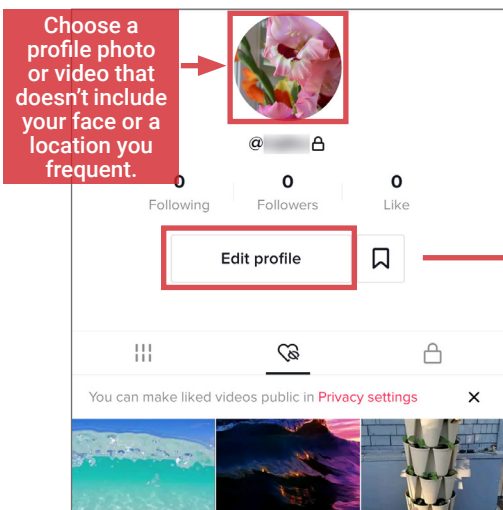 Choose a
profile photo
or video that
doesn't include
your face or a
location you
frequent.
@
0 0 0
Following Followers Like
Edit profile
You can make liked videos public in Privacy settings